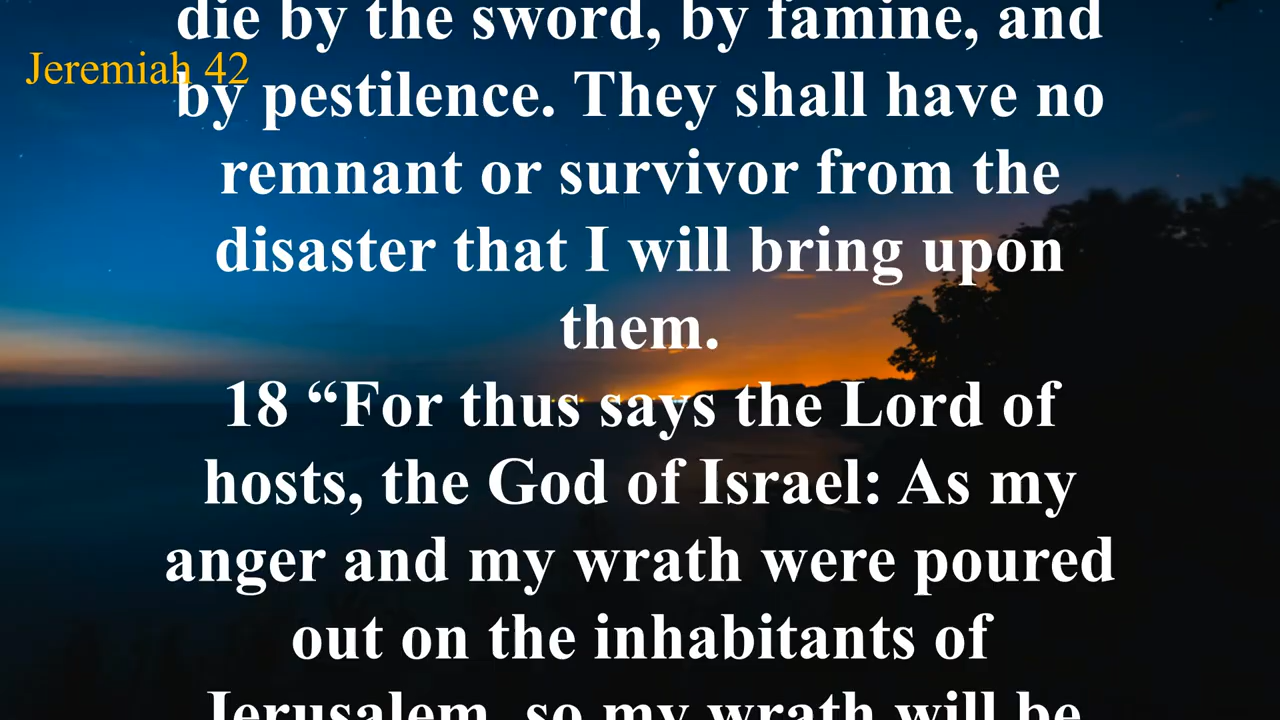 die by the sword, by famine, and
Jeremiah 42
by pestilence. They shall have no
remnant or survivor from the
disaster that I will bring upon
them.
18 “For thus says the Lord of
hosts, the God of Israel: As my
anger and my wrath were poured
out on the inhabitants of
Jerusalem, so my wrath will be